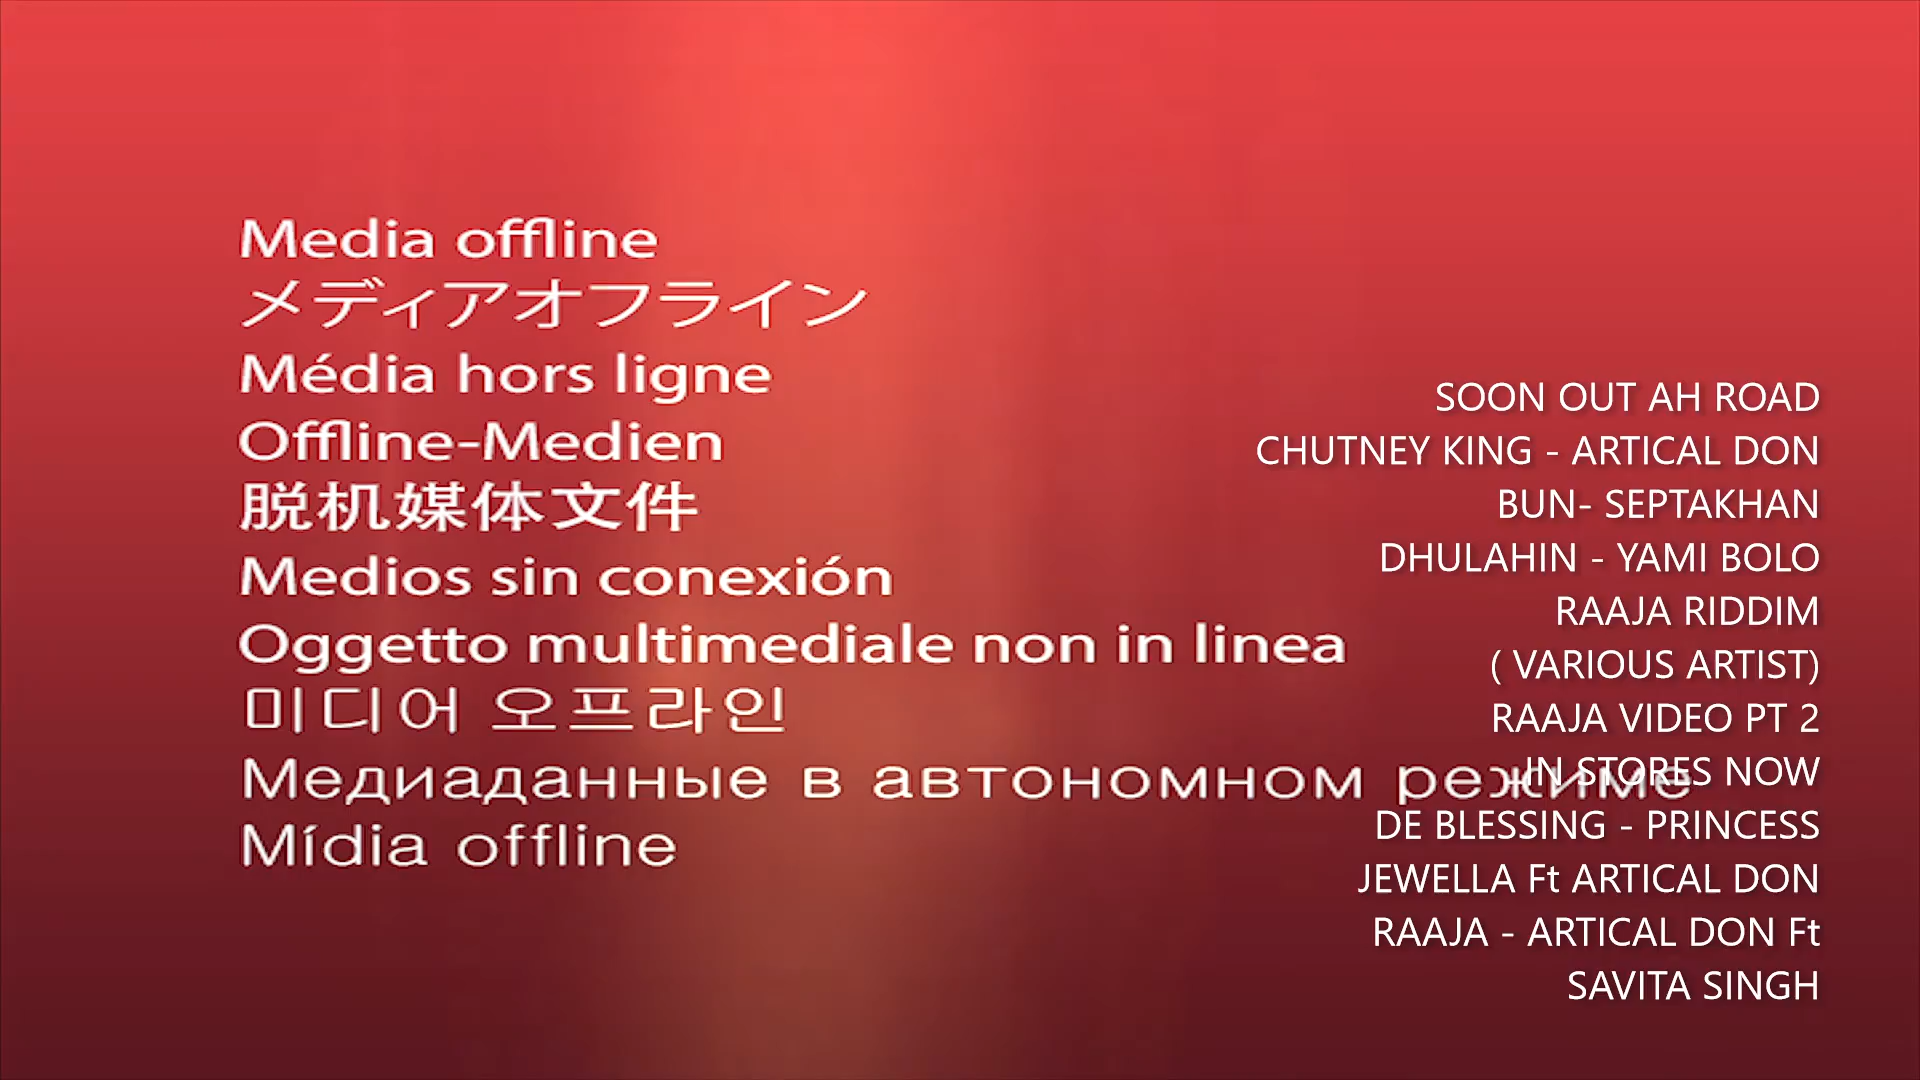 Media offline
メディアオフライン
Média hors ligne
Offline-Medien
脱机媒体文件
Medios sin conexión
Oggetto multimediale non in linea
미디어 오프라인
Медиаданные в автономном режиме
Mídia offline
SOON OUT AH ROAD
CHUTNEY KING - ARTICAL DON
BUN- SEPTAKHAN
DHULAHIN - YAMI BOLO
RAAJA RIDDIM
( VARIOUS ARTIST)
RAAJA VIDEO PT 2
IN STORES NOW
DE BLESSING - PRINCESS
JEWELLA Ft ARTICAL DON
RAAJA - ARTICAL DON Ft
SAVITA SINGH